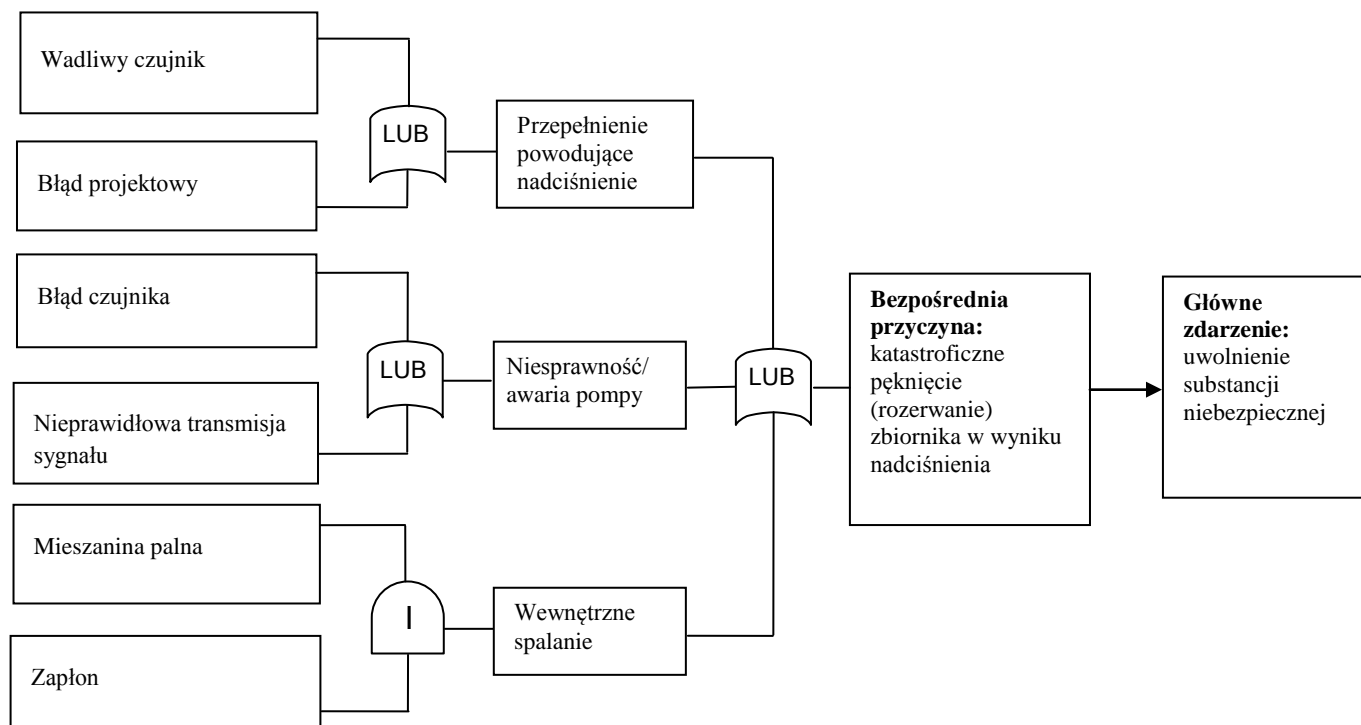 Wadliwy czujnik
LUB
Błąd projektowy
Przepełnienie
powodujące
nadciśnienie
Błąd czujnika
LUB
Nieprawidłowa transmisja
sygnału
Niesprawność/
awaria pompy
Mieszanina palna
I
Zapłon
Wewnętrzne
spalanie
LUB
Bezpośrednia
przyczyna:
katastroficzne
pęknięcie
(rozerwanie)
zbiornika w wyniku
nadciśnienia
Główne
zdarzenie:
uwolnienie
substancji
niebezpiecznej